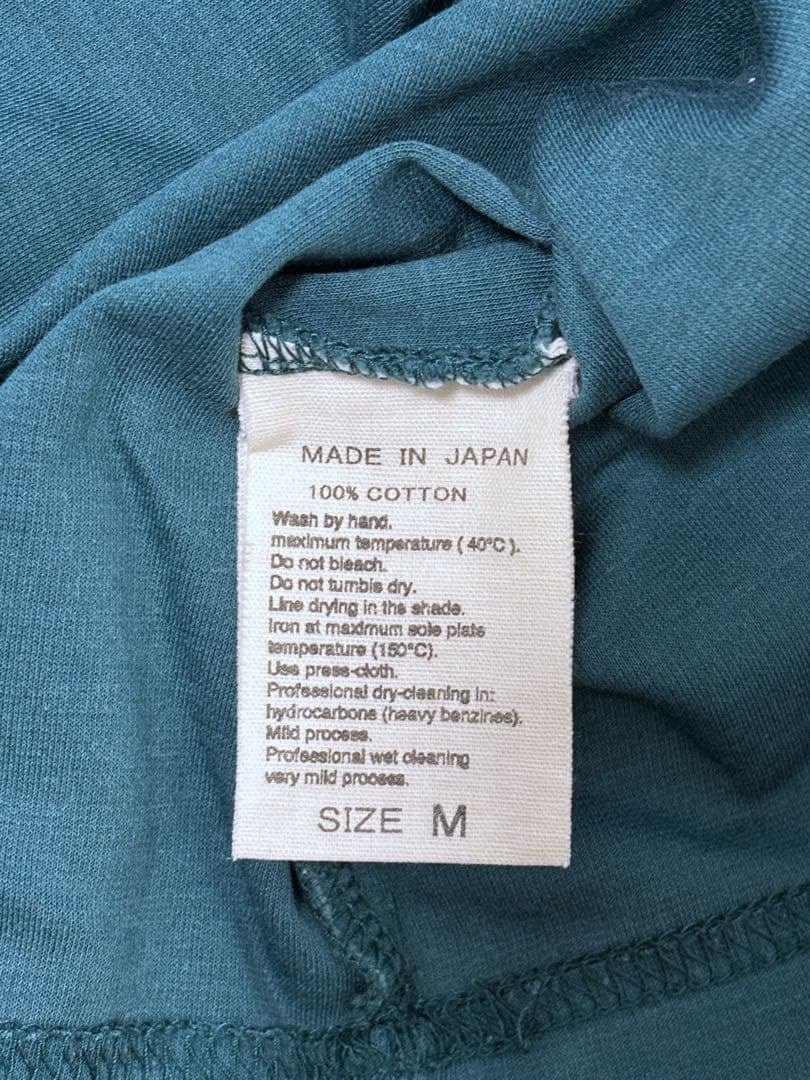 MADE IN JAPAN
100% COTTON
Wash by hand.
maximum temperature ( 40°C ).
Do not bleach.
Do not tumble dry.
Line drying in the shade.
Iron at maximum sole plate
temperature (150°C).
Use press-cloth.
Professional dry-cleaning in:
hydrocarbons (heavy benzines).
Mild process.
Professional wet cleaning
very mild process.
SIZE M